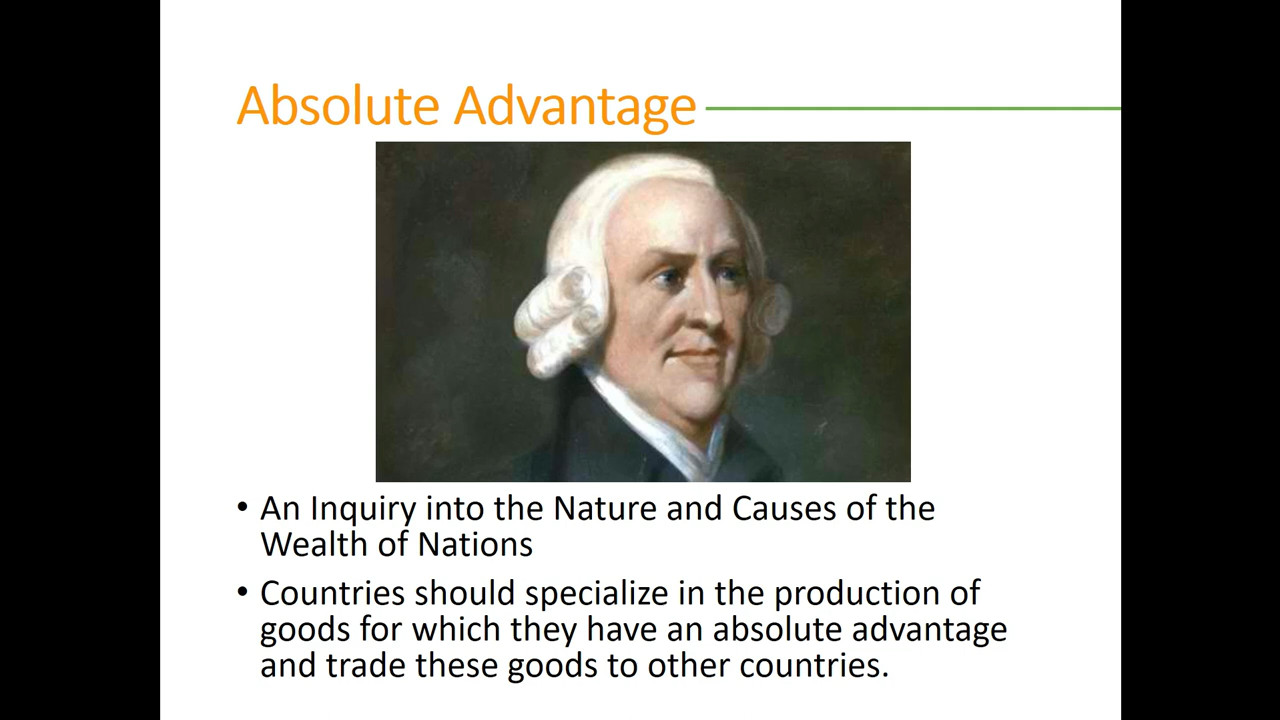 Absolute Advantage
• An Inquiry into the Nature and Causes of the
Wealth of Nations
• Countries should specialize in the production of
goods for which they have an absolute advantage
and trade these goods to other countries.